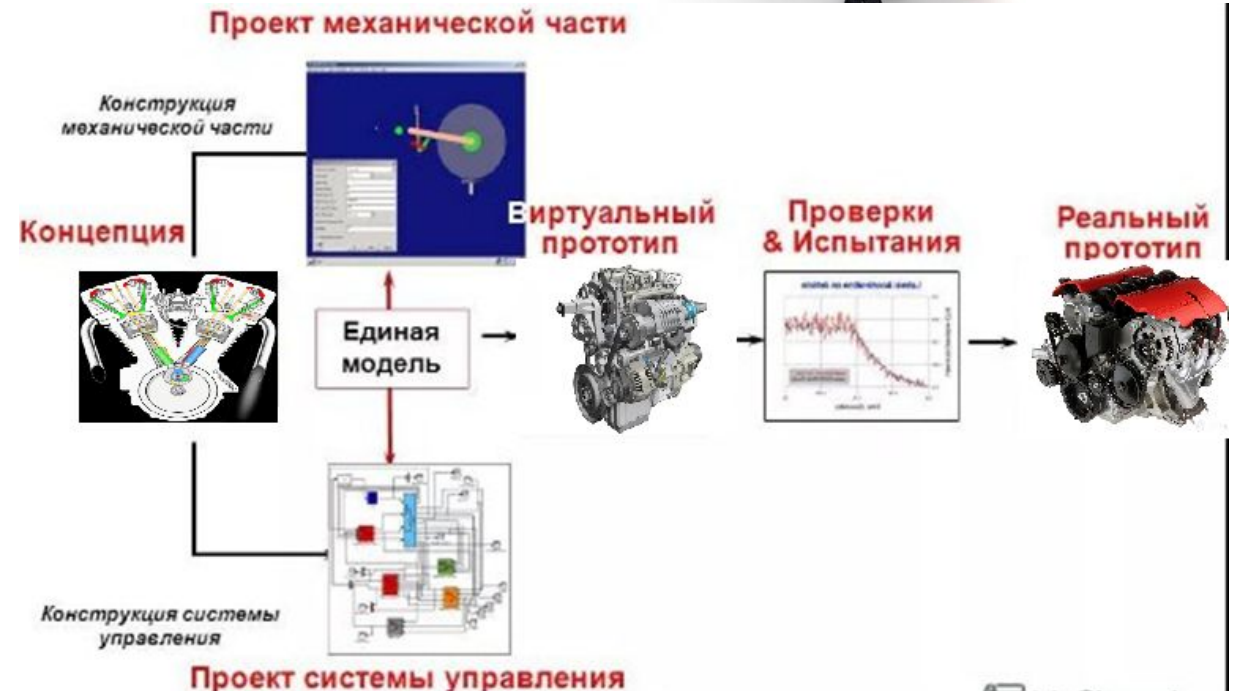 Проект механической части
Конструкция
механической части
Концепция
Виртуальный
прототип
Проверки
& Испытания
Реальный
прототип
Единая
модель
Конструкция системы
управления
Проект системы управления